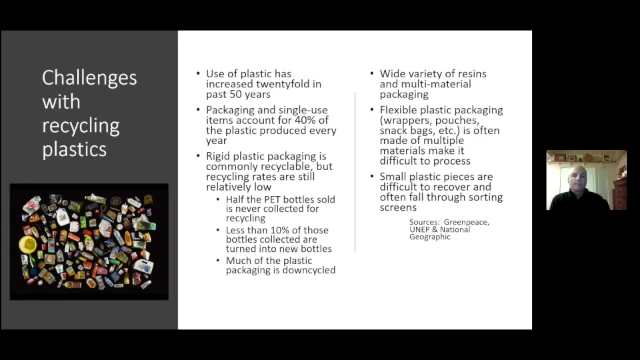 Challenges
with
recycling
plastics
Use of plastic has
increased twentyfold in
past 50 years
Packaging and single-use
items account for 40% of
the plastic produced every
year
Rigid plastic packaging is
commonly recyclable, but
recycling rates are still
relatively low
Half the PET bottles sold
is never collected for
recycling
Less than 10% of those
bottles collected are
turned into new bottles
Much of the plastic
packaging is downcycled
Wide variety of resins
and multi-material
packaging
Flexible plastic packaging
(wrappers, pouches,
snack bags, etc.) is often
made of multiple
materials make it
difficult to process
Small plastic pieces are
difficult to recover and
often fall through sorting
screens
Sources: Greenpeace,
UNEP & National
Geographic